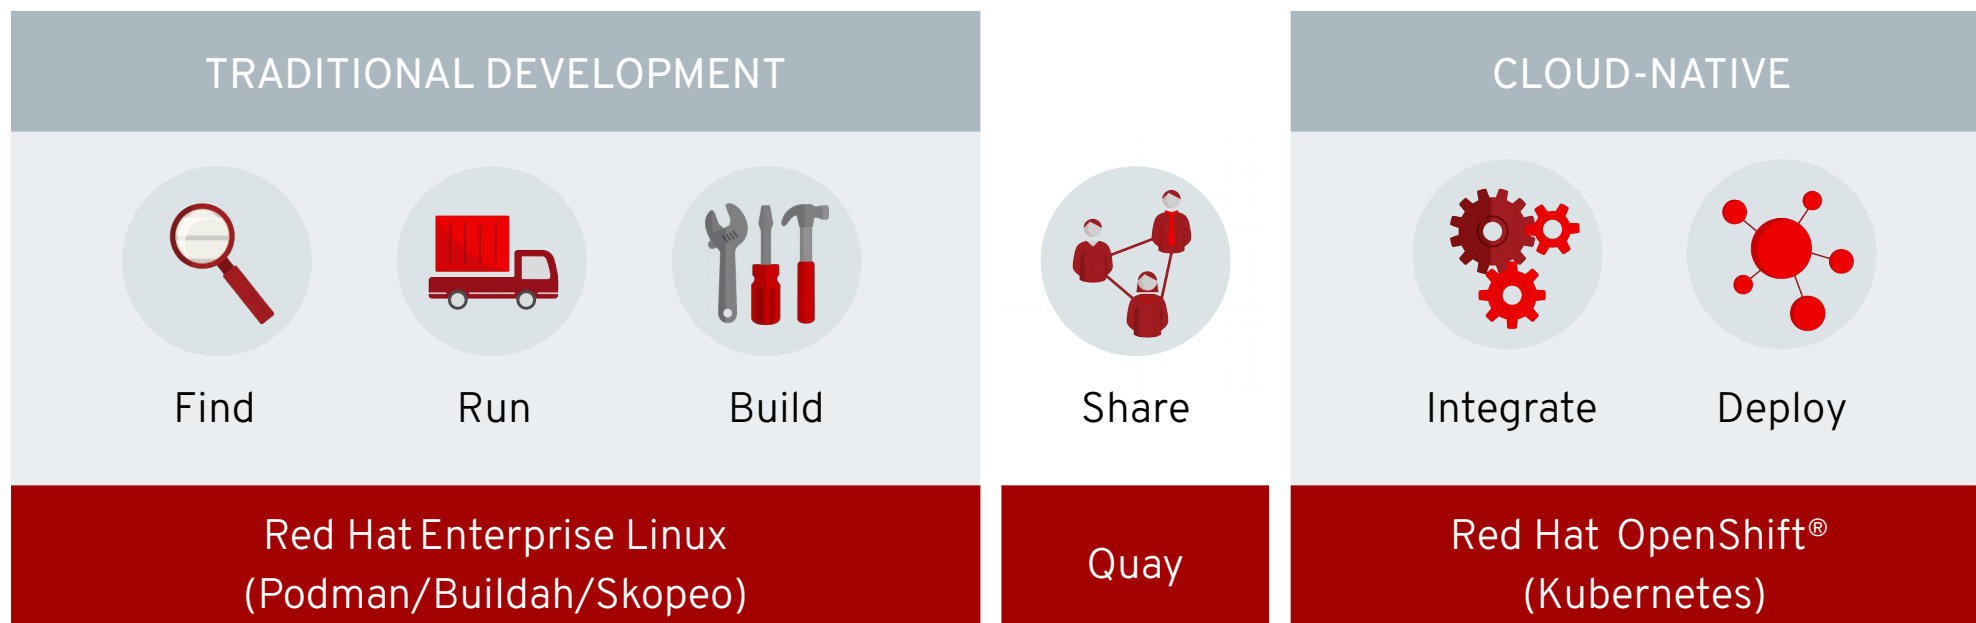 TRADITIONAL DEVELOPMENT
CLOUD-NATIVE
Find
Run
Build
Share
Integrate
Deploy
Red Hat Enterprise Linux
(Podman/Buildah/Skopeo)
Quay
Red Hat OpenShift®
(Kubernetes)